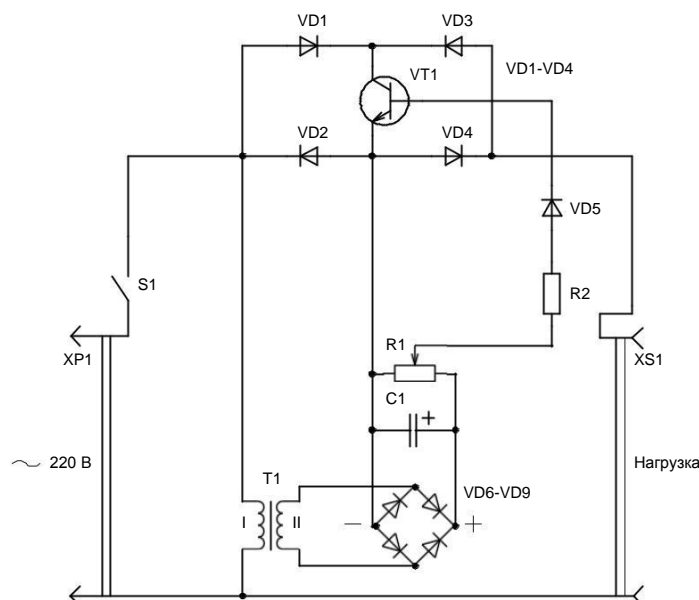 VD1
VD3
VD1-VD4
VT1
VD2
VD4
VD5
S1
R2
R1
XP1
C1
XS1
+
~ 220 В
T1
VD6-VD9
Нагрузка
I
II
−
+